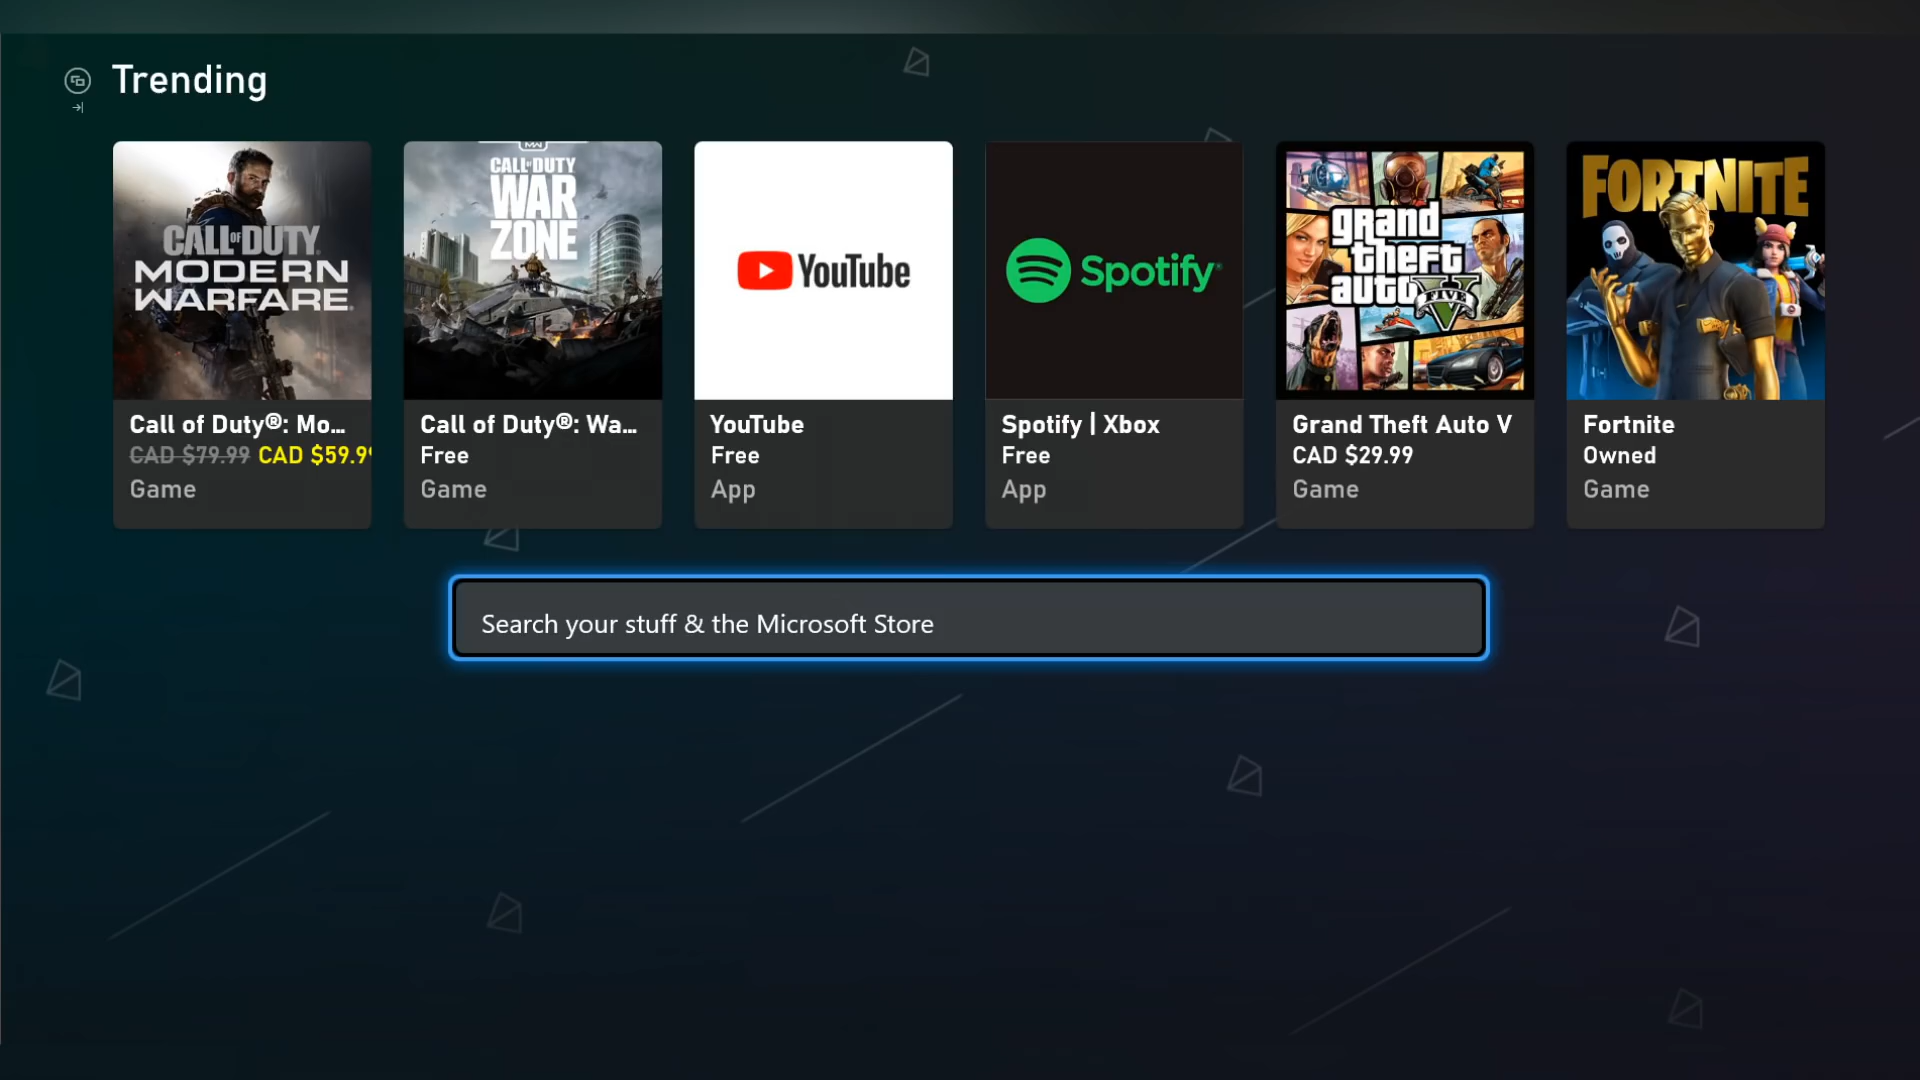 Trending
CALL OF DUTY
MODERN
WARFARE
MW
CALL OF DUTY
WAR
ZONE
YouTube
Spotify
grand
theft
auto
FIVE
FORTNITE
Call of Duty®: Mo...
CAD $79.99 CAD $59.9
Game
Call of Duty®: Wa...
Free
Game
YouTube
Free
App
Spotify | Xbox
Free
App
Grand Theft Auto V
CAD $29.99
Game
Fortnite
Owned
Game
Search your stuff & the Microsoft Store